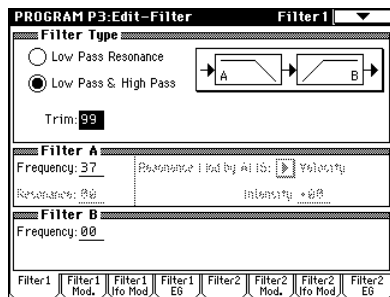 PROGRAM P3:Edit-Filter Filter1
Filter Type
Low Pass Resonance
Low Pass & High Pass
A B
Trim: 99
Filter A
Frequency: 37 Resonance Mod by AMS: Velocity
Resonance: 00 Intensity +00
Filter B
Frequency: 00
Filter1 Filter1 Mod. Filter1 lfo Mod Filter1 EG Filter2 Filter2 Mod. Filter2 lfo Mod Filter2 EG